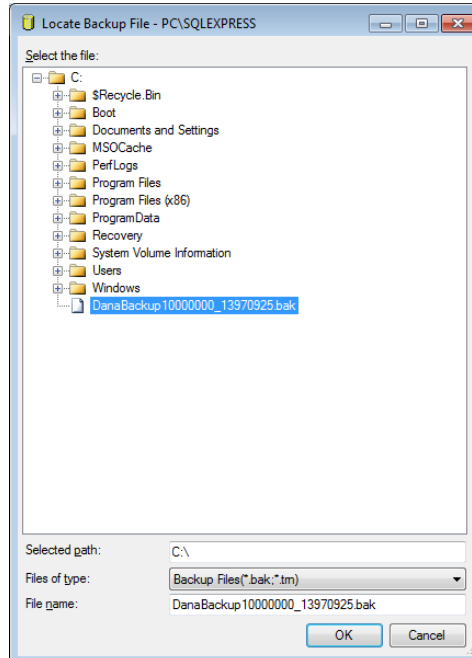 Locate Backup File - PC\SQLEXPRESS
Select the file:
C:
$Recycle.Bin
Boot
Documents and Settings
MSOCache
PerfLogs
Program Files
Program Files (x86)
ProgramData
Recovery
System Volume Information
Users
Windows
DanaBackup10000000_13970925.bak
Selected path: C:\
Files of type: Backup Files(*.bak;*.trn)
File name: DanaBackup10000000_13970925.bak
OK Cancel